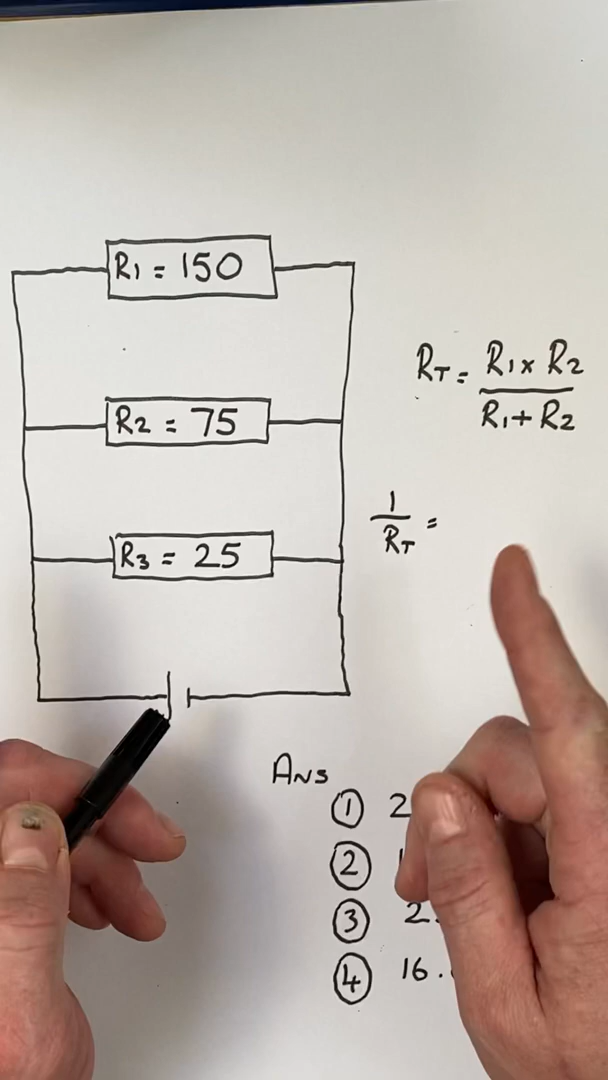 R1 = 150
R2 = 75
R3 = 25
RT = R1 x R2
R1 + R2
1
RT =
Ans
① 2
②
③ 2.
④ 16.